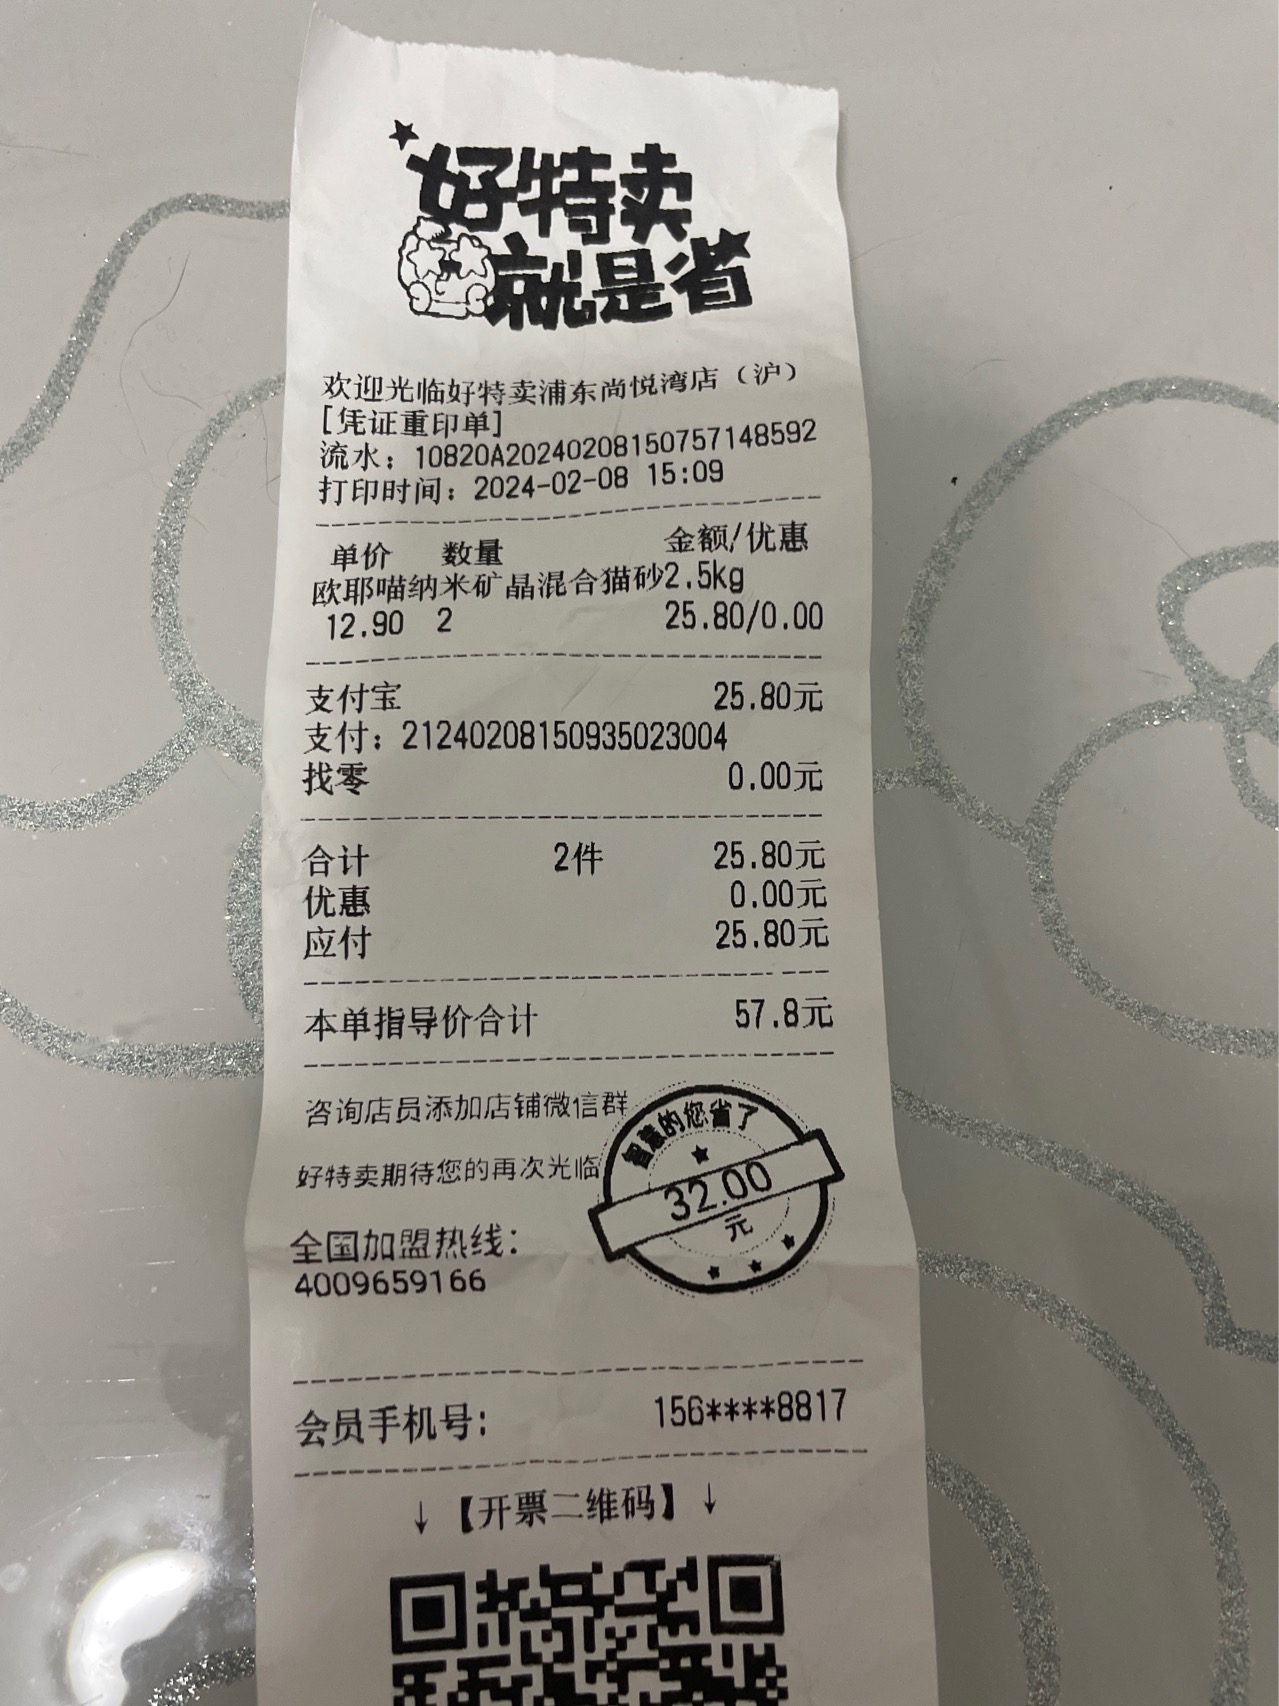 好特卖
就是省
欢迎光临好特卖浦东尚悦湾店（沪）
[凭证重印单]
流水：10820A20240208150757148592
打印时间：2024-02-08 15:09
单价 数量 金额/优惠
欧耶喵纳米矿晶混合猫砂2.5kg
12.90 2 25.80/0.00
支付宝 25.80元
支付：21240208150935023004
找零 0.00元
合计 2件 25.80元
优惠 0.00元
应付 25.80元
本单指导价合计 57.8元
咨询店员添加店铺微信群
好特卖期待您的再次光临
智慧的您省了
32.00
元
全国加盟热线：
4009659166
会员手机号： 156****8817
↓【开票二维码】↓